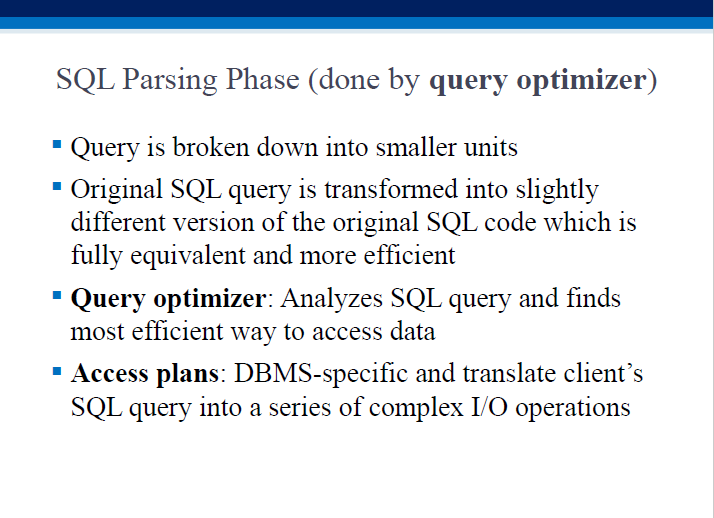 SQL Parsing Phase (done by query optimizer)
▪ Query is broken down into smaller units
▪ Original SQL query is transformed into slightly
different version of the original SQL code which is
fully equivalent and more efficient
▪ Query optimizer: Analyzes SQL query and finds
most efficient way to access data
▪ Access plans: DBMS-specific and translate client’s
SQL query into a series of complex I/O operations